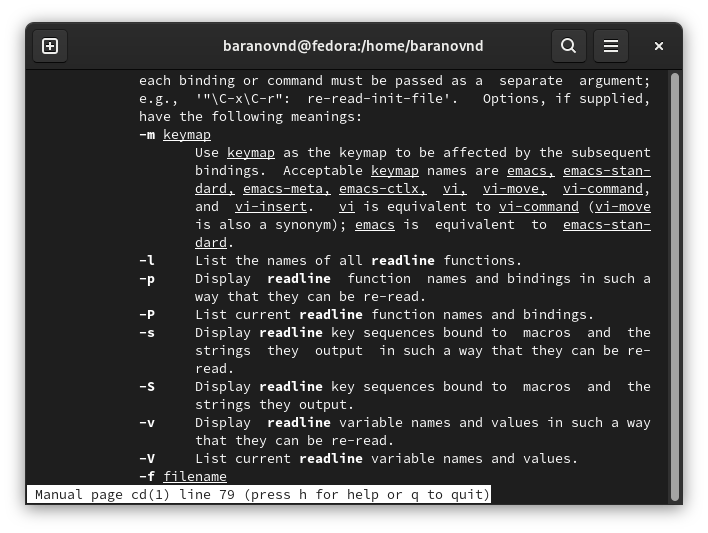 baranovnd@fedora:/home/baranovnd
each binding or command must be passed as a  separate  argument;
e.g.,  '"\C-x\C-r":  re-read-init-file'.   Options, if supplied,
have the following meanings:
-m keymap
Use keymap as the keymap to be affected by the subsequent
bindings.  Acceptable keymap names are emacs, emacs-stan-
dard, emacs-meta, emacs-ctlx,  vi,  vi-move,  vi-command,
and  vi-insert.   vi is equivalent to vi-command (vi-move
is also a synonym); emacs is  equivalent  to  emacs-stan-
dard.
-l     List the names of all readline functions.
-p     Display  readline  function  names and bindings in such a
way that they can be re-read.
-P     List current readline function names and bindings.
-s     Display readline key sequences bound to  macros  and  the
strings  they  output  in such a way that they can be re-
read.
-S     Display readline key sequences bound to  macros  and  the
strings they output.
-v     Display  readline variable names and values in such a way
that they can be re-read.
-V     List current readline variable names and values.
-f filename
Manual page cd(1) line 79 (press h for help or q to quit)